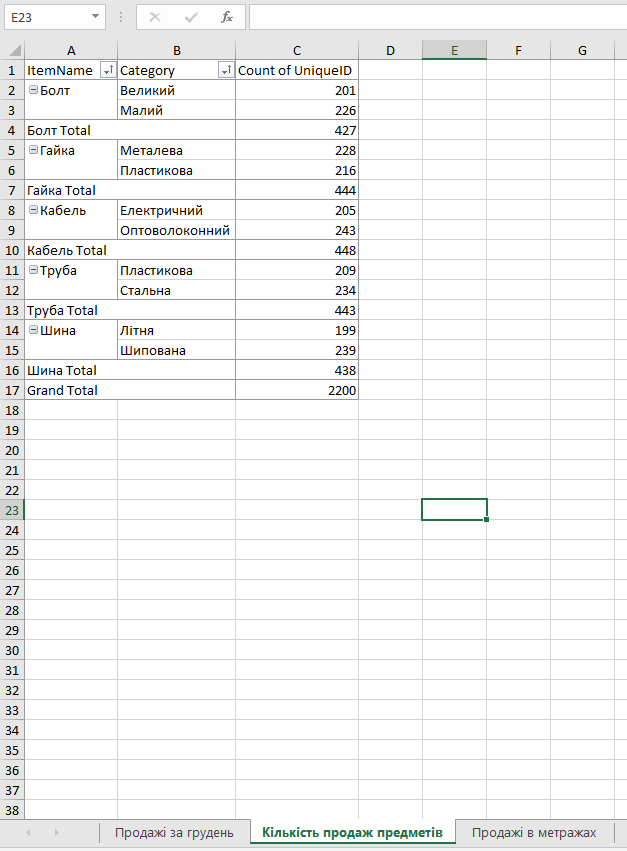 E23
fx
A B C D E F G
1 ItemName Category Count of UniqueID
2 Болт Великий 201
3 Малий 226
4 Болт Total 427
5 Гайка Металева 228
6 Пластикова 216
7 Гайка Total 444
8 Кабель Електричний 205
9 Оптоволоконний 243
10 Кабель Total 448
11 Труба Пластикова 209
12 Стальна 234
13 Труба Total 443
14 Шина Літня 199
15 Шипована 239
16 Шина Total 438
17 Grand Total 2200
18
19
20
21
22
23
24
25
26
27
28
29
30
31
32
33
34
35
36
37
38
Продажі за грудень Кількість продаж предметів Продажі в метражах